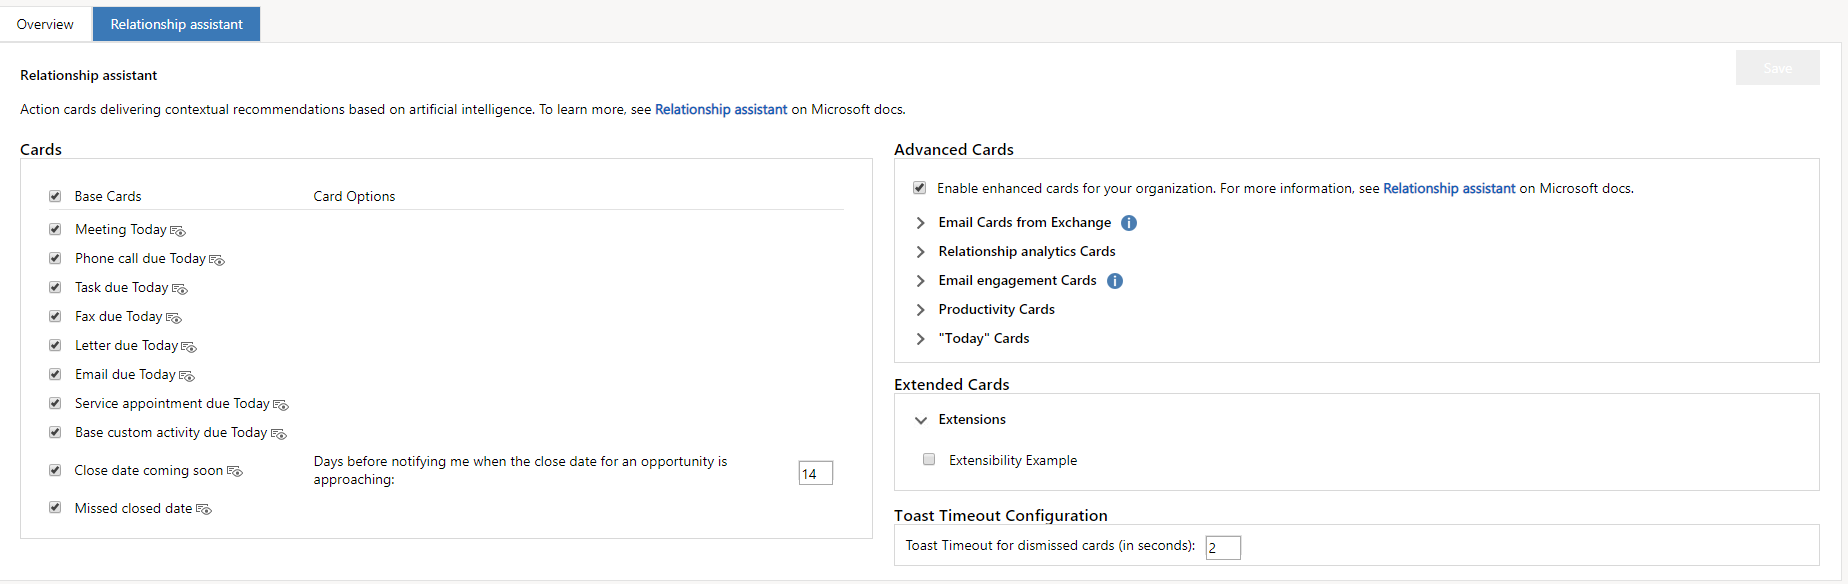 Overview
Relationship assistant
Save
Relationship assistant
Action cards delivering contextual recommendations based on artificial intelligence. To learn more, see Relationship assistant on Microsoft docs.
Cards
Base Cards
Card Options
Meeting Today
Phone call due Today
Task due Today
Fax due Today
Letter due Today
Email due Today
Service appointment due Today
Base custom activity due Today
Close date coming soon
Days before notifying me when the close date for an opportunity is
approaching:
14
Missed closed date
Advanced Cards
Enable enhanced cards for your organization. For more information, see Relationship assistant on Microsoft docs.
Email Cards from Exchange
Relationship analytics Cards
Email engagement Cards
Productivity Cards
"Today" Cards
Extended Cards
Extensions
Extensibility Example
Toast Timeout Configuration
Toast Timeout for dismissed cards (in seconds): 2